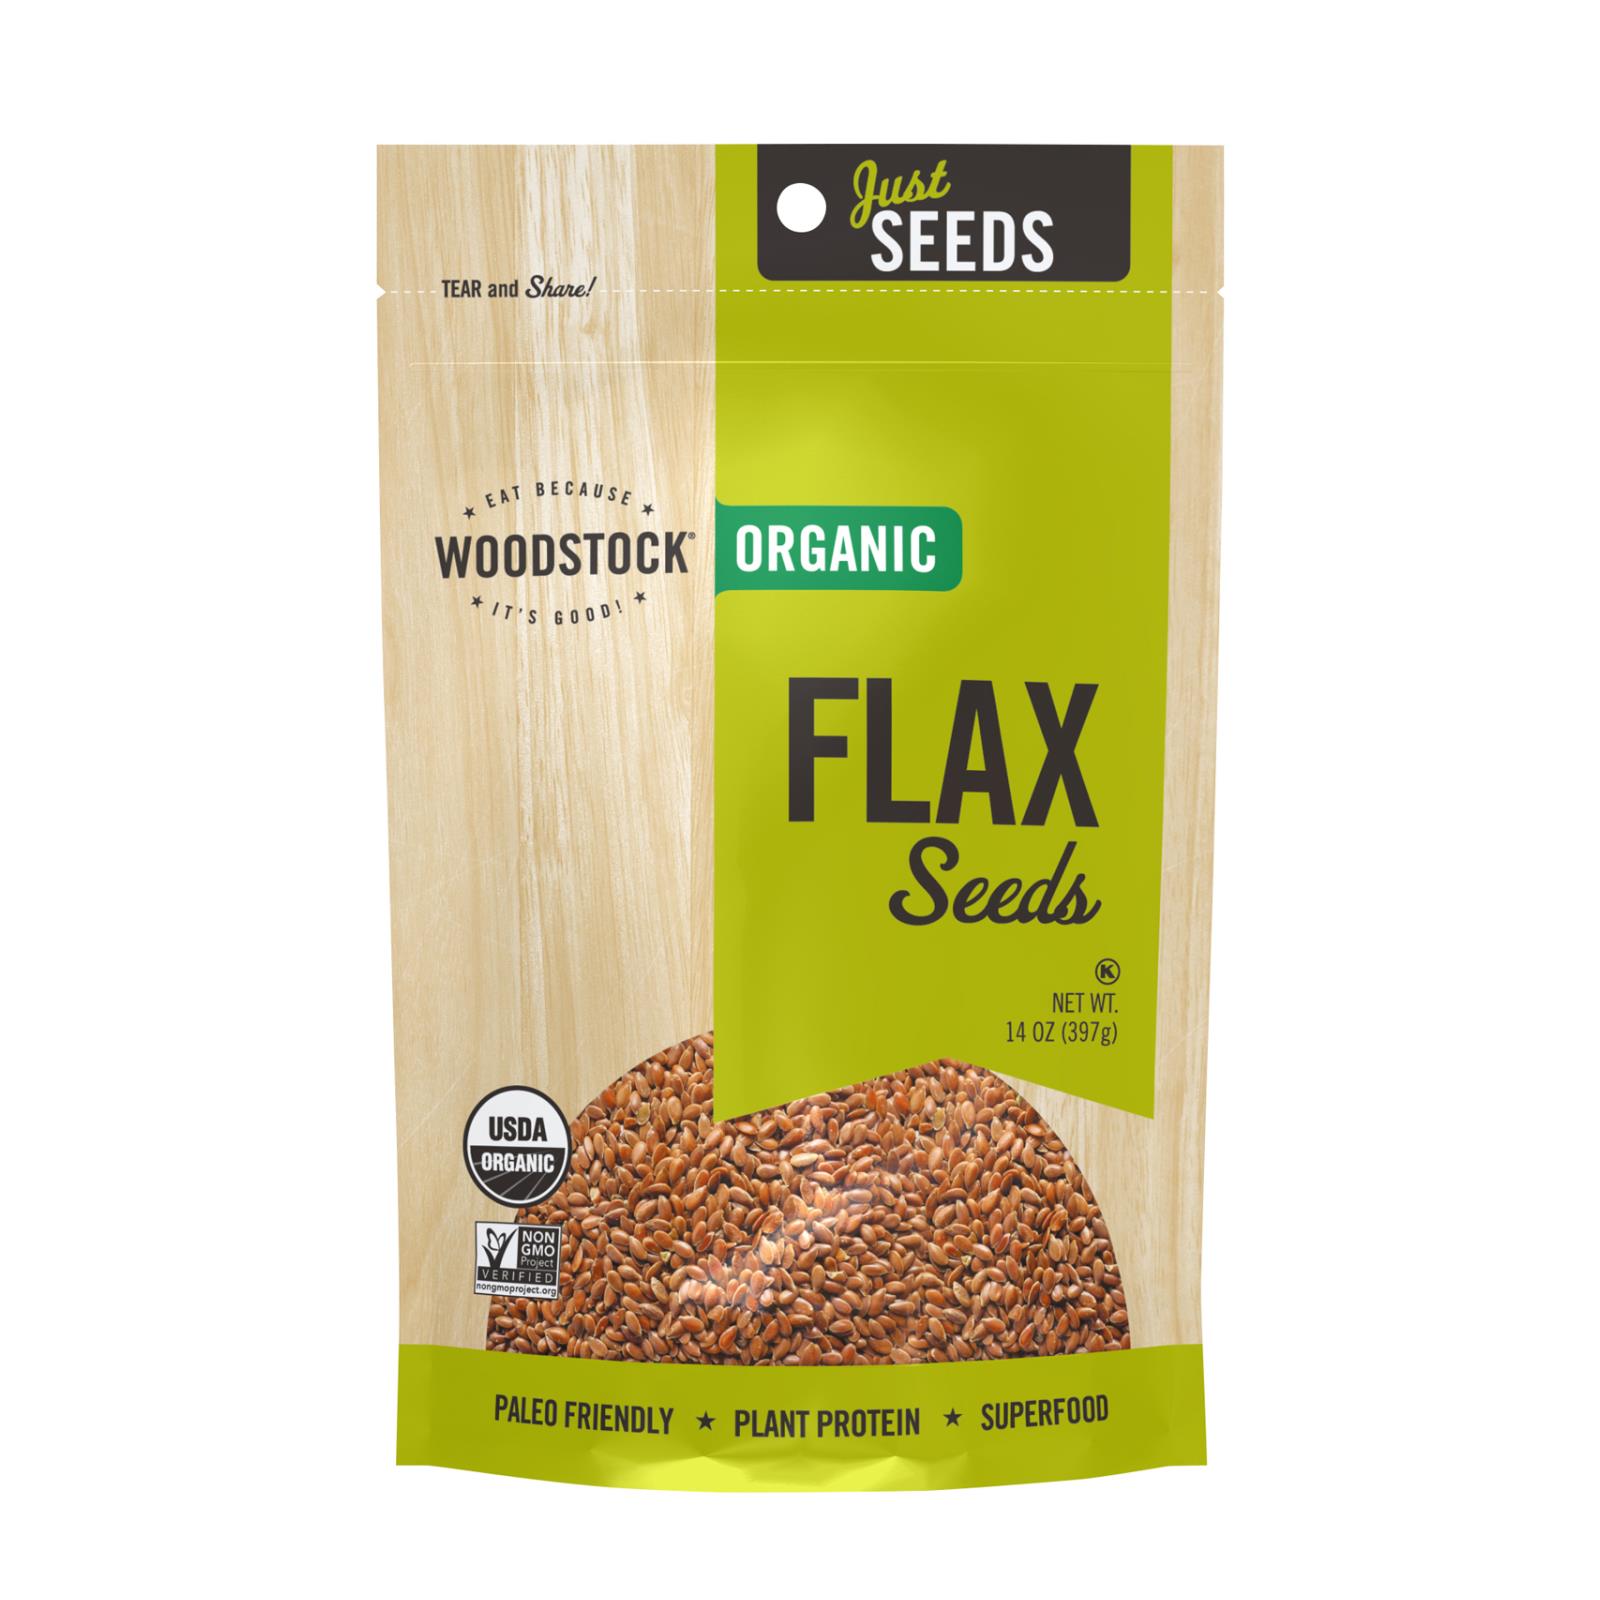 Just
SEEDS
TEAR and Share!
★ EAT BECAUSE ★
WOODSTOCK®
★ IT'S GOOD! ★
ORGANIC
FLAX
Seeds
K
NET WT.
14 OZ (397g)
USDA
ORGANIC
NON
GMO
Project
VERIFIED
nongmoproject.org
PALEO FRIENDLY ★ PLANT PROTEIN ★ SUPERFOOD